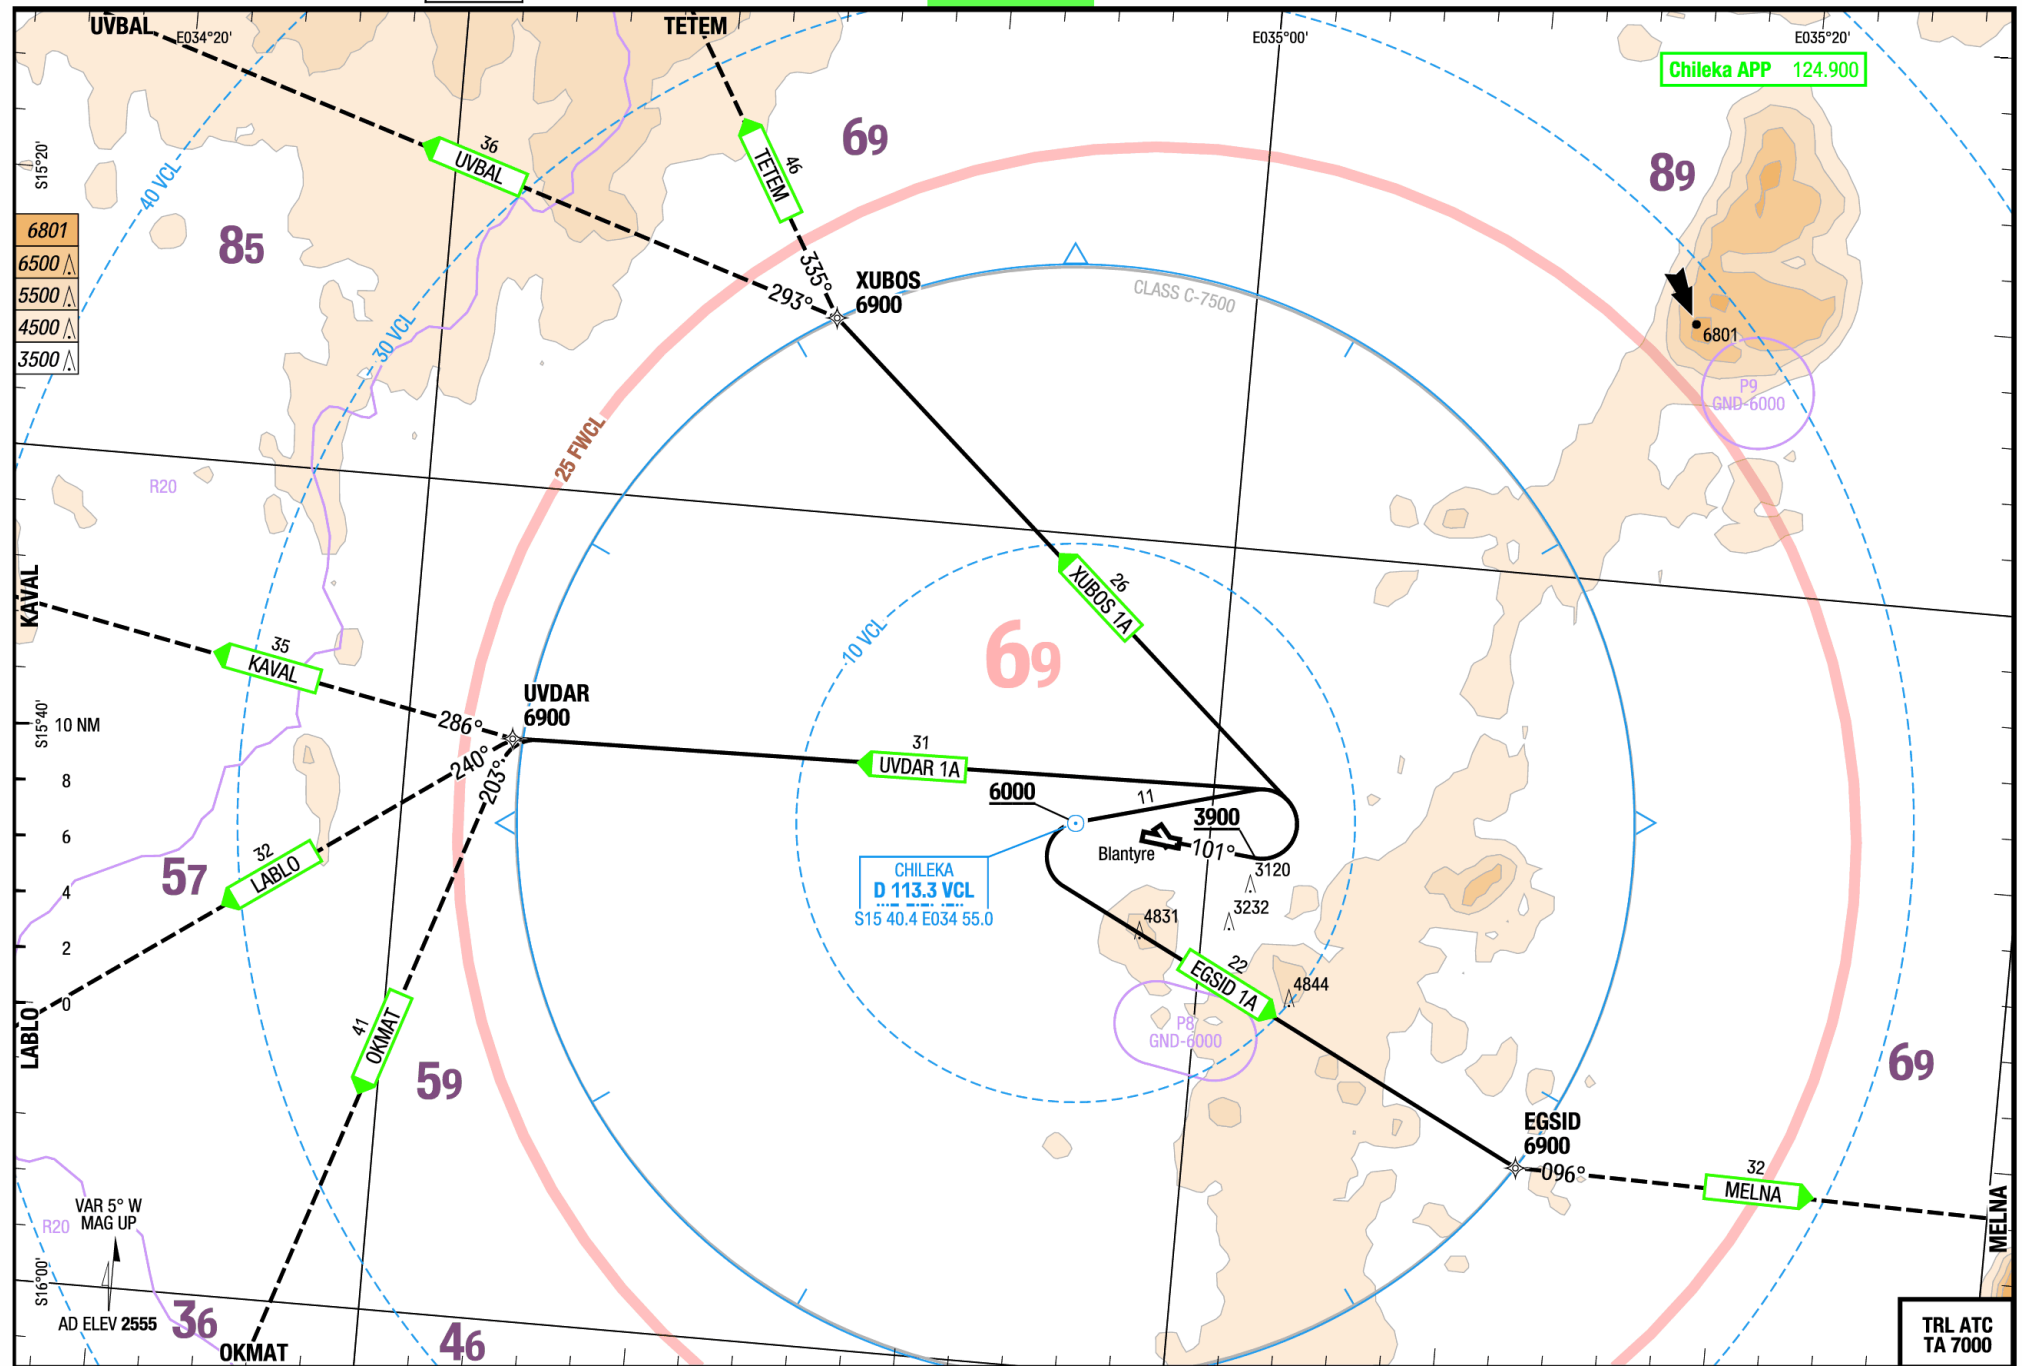 UVBAL
E034°20'
TETEM
E035°00'
E035°20'
Chileka APP 124.900
36
UVBAL
46
TETEM
69
89
S15°20'
40 VCL
85
6801
6500
5500
4500
3500
335°
293°
XUBOS
6900
CLASS C-7500
30 VCL
6801
P9
GND-6000
25 FWCL
R20
KAVAL
26
XUBOS 1A
10 VCL
69
35
KAVAL
286°
240°
203°
UVDAR
6900
S15°40'
10 NM
8
6
4
2
0
31
UVDAR 1A
6000
11
3900
101°
Blantyre
3120
3232
4831
4844
CHILEKA
D 113.3 VCL
S15 40.4 E034 55.0
57
32
LABLO
LABLO
22
EGSID 1A
P8
GND-6000
41
OKMAT
59
69
EGSID
6900
096°
32
MELNA
MELNA
VAR 5° W
MAG UP
R20
S16°00'
AD ELEV 2555
36
OKMAT
46
TRL ATC
TA 7000